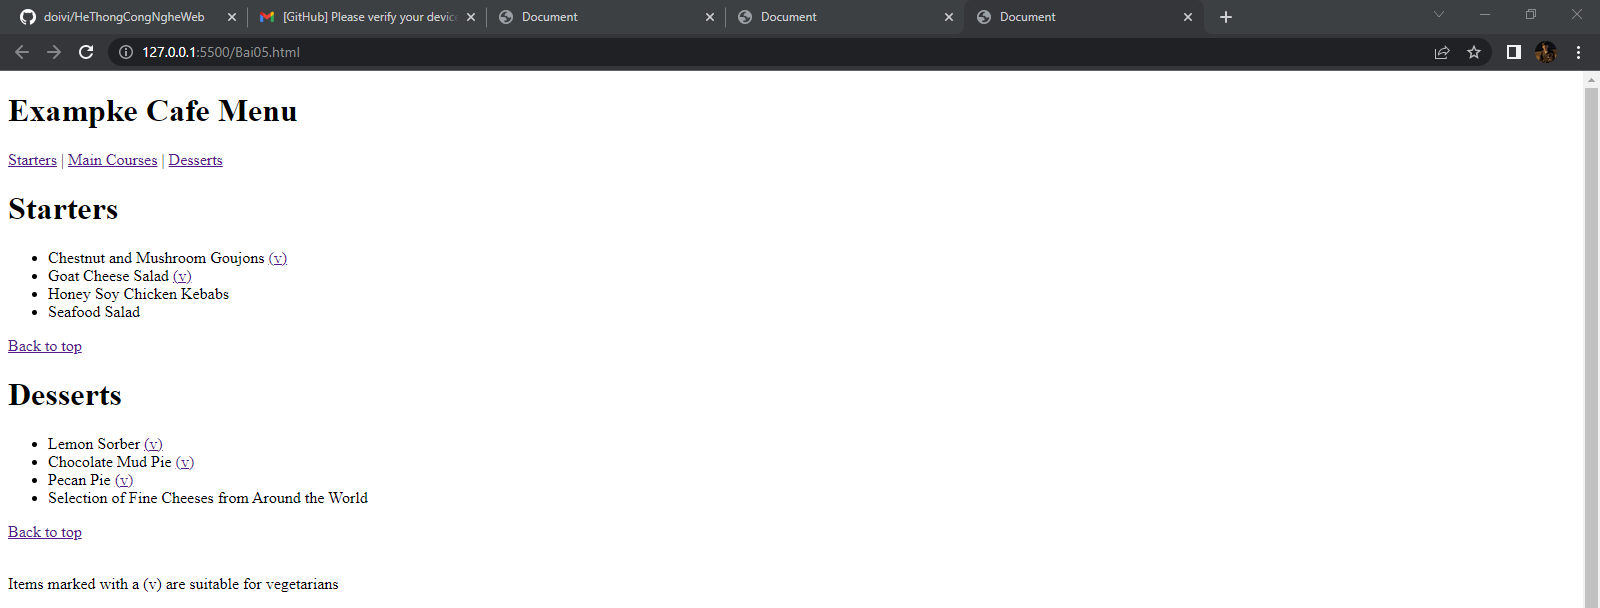 doivi/HeThongCongNgheWeb
[GitHub] Please verify your device
Document
Document
Document
127.0.0.1:5500/Bai05.html
Exampke Cafe Menu
Starters | Main Courses | Desserts
Starters
Chestnut and Mushroom Goujons (v)
Goat Cheese Salad (v)
Honey Soy Chicken Kebabs
Seafood Salad
Back to top
Desserts
Lemon Sorber (v)
Chocolate Mud Pie (v)
Pecan Pie (v)
Selection of Fine Cheeses from Around the World
Back to top
Items marked with a (v) are suitable for vegetarians